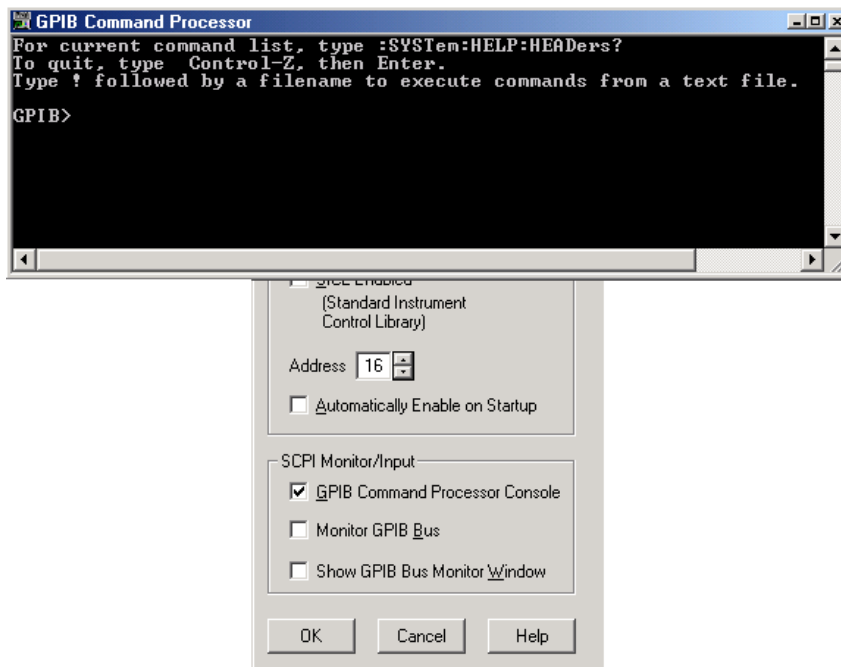 GPIB Command Processor
For current command list, type :SYSTem:HELP:HEADers?
To quit, type  Control-Z, then Enter.
Type ! followed by a filename to execute commands from a text file.
GPIB>
SICL Enabled
(Standard Instrument
Control Library)
Address 16
Automatically Enable on Startup
SCPI Monitor/Input
GPIB Command Processor Console
Monitor GPIB Bus
Show GPIB Bus Monitor Window
OK Cancel Help